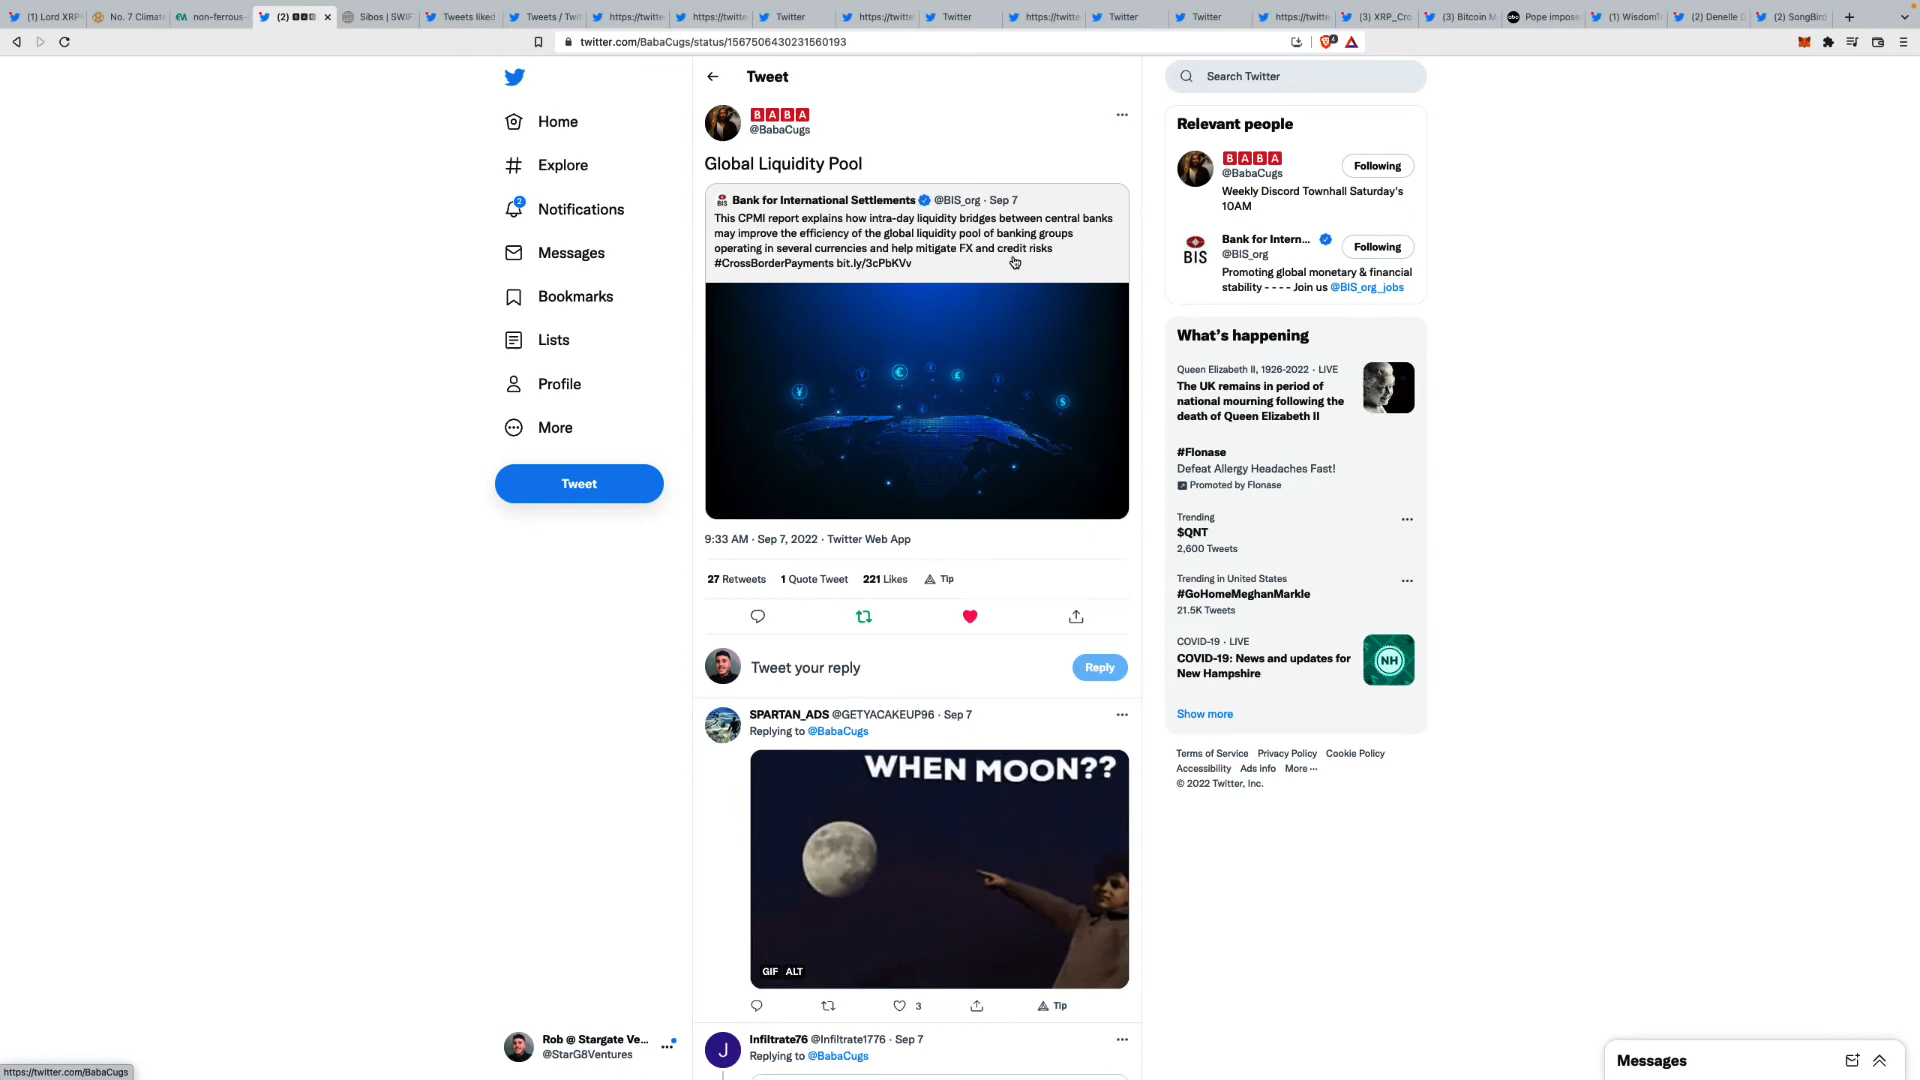 (1) Lord XRP
No. 7 Climate
non-ferrous-
(2) 🅱🅰🅱
Sibos | SWIF
Tweets liked
Tweets / Twi
https://twitte
https://twitte
Twitter
https://twitte
Twitter
https://twitte
Twitter
Twitter
https://twitte
(3) XRP_Cro
(3) Bitcoin M
Pope impose
(1) WisdomTr
(2) Denelle D
(2) SongBird
twitter.com/BabaCugs/status/1567506430231560193
4
Home
Explore
2
Notifications
Messages
Bookmarks
Lists
Profile
More
Tweet
Rob @ Stargate Ve...
@StarG8Ventures
https://twitter.com/BabaCugs
Tweet
BABA
@BabaCugs
Global Liquidity Pool
BIS
Bank for International Settlements @BIS_org · Sep 7
This CPMI report explains how intra-day liquidity bridges between central banks
may improve the efficiency of the global liquidity pool of banking groups
operating in several currencies and help mitigate FX and credit risks
#CrossBorderPayments bit.ly/3cPbKVv
9:33 AM · Sep 7, 2022 · Twitter Web App
27 Retweets 1 Quote Tweet 221 Likes Tip
Tweet your reply
Reply
SPARTAN_ADS @GETYACAKEUP96 · Sep 7
Replying to @BabaCugs
WHEN MOON??
GIF ALT
3
Tip
J
Infiltrate76 @Infiltrate1776 · Sep 7
Replying to @BabaCugs
Search Twitter
Relevant people
BABA
@BabaCugs
Following
Weekly Discord Townhall Saturday's
10AM
BIS
Bank for Intern...
@BIS_org
Following
Promoting global monetary & financial
stability - - - - Join us @BIS_org_jobs
What's happening
Queen Elizabeth II, 1926-2022 · LIVE
The UK remains in period of
national mourning following the
death of Queen Elizabeth II
#Flonase
Defeat Allergy Headaches Fast!
Promoted by Flonase
Trending
$QNT
2,600 Tweets
Trending in United States
#GoHomeMeghanMarkle
21.5K Tweets
COVID-19 · LIVE
COVID-19: News and updates for
New Hampshire
NH
Show more
Terms of Service Privacy Policy Cookie Policy
Accessibility Ads info More ···
© 2022 Twitter, Inc.
Messages